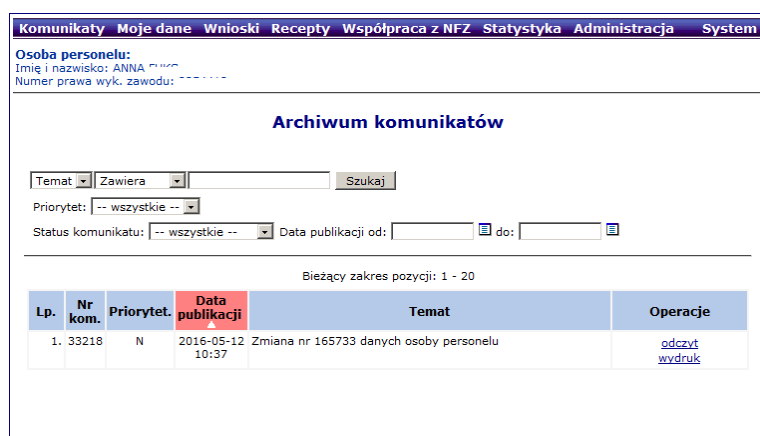 Komunikaty Moje dane Wnioski Recepty Współpraca z NFZ Statystyka Administracja System
Osoba personelu:
Imię i nazwisko: ANNA
Numer prawa wyk. zawodu:
Archiwum komunikatów
Temat Zawiera Szukaj
Priorytet: -- wszystkie --
Status komunikatu: -- wszystkie -- Data publikacji od: do:
Bieżący zakres pozycji: 1 - 20
Lp. Nr kom. Priorytet. Data publikacji Temat Operacje
1. 33218 N 2016-05-12 10:37 Zmiana nr 165733 danych osoby personelu odczyt
wydruk